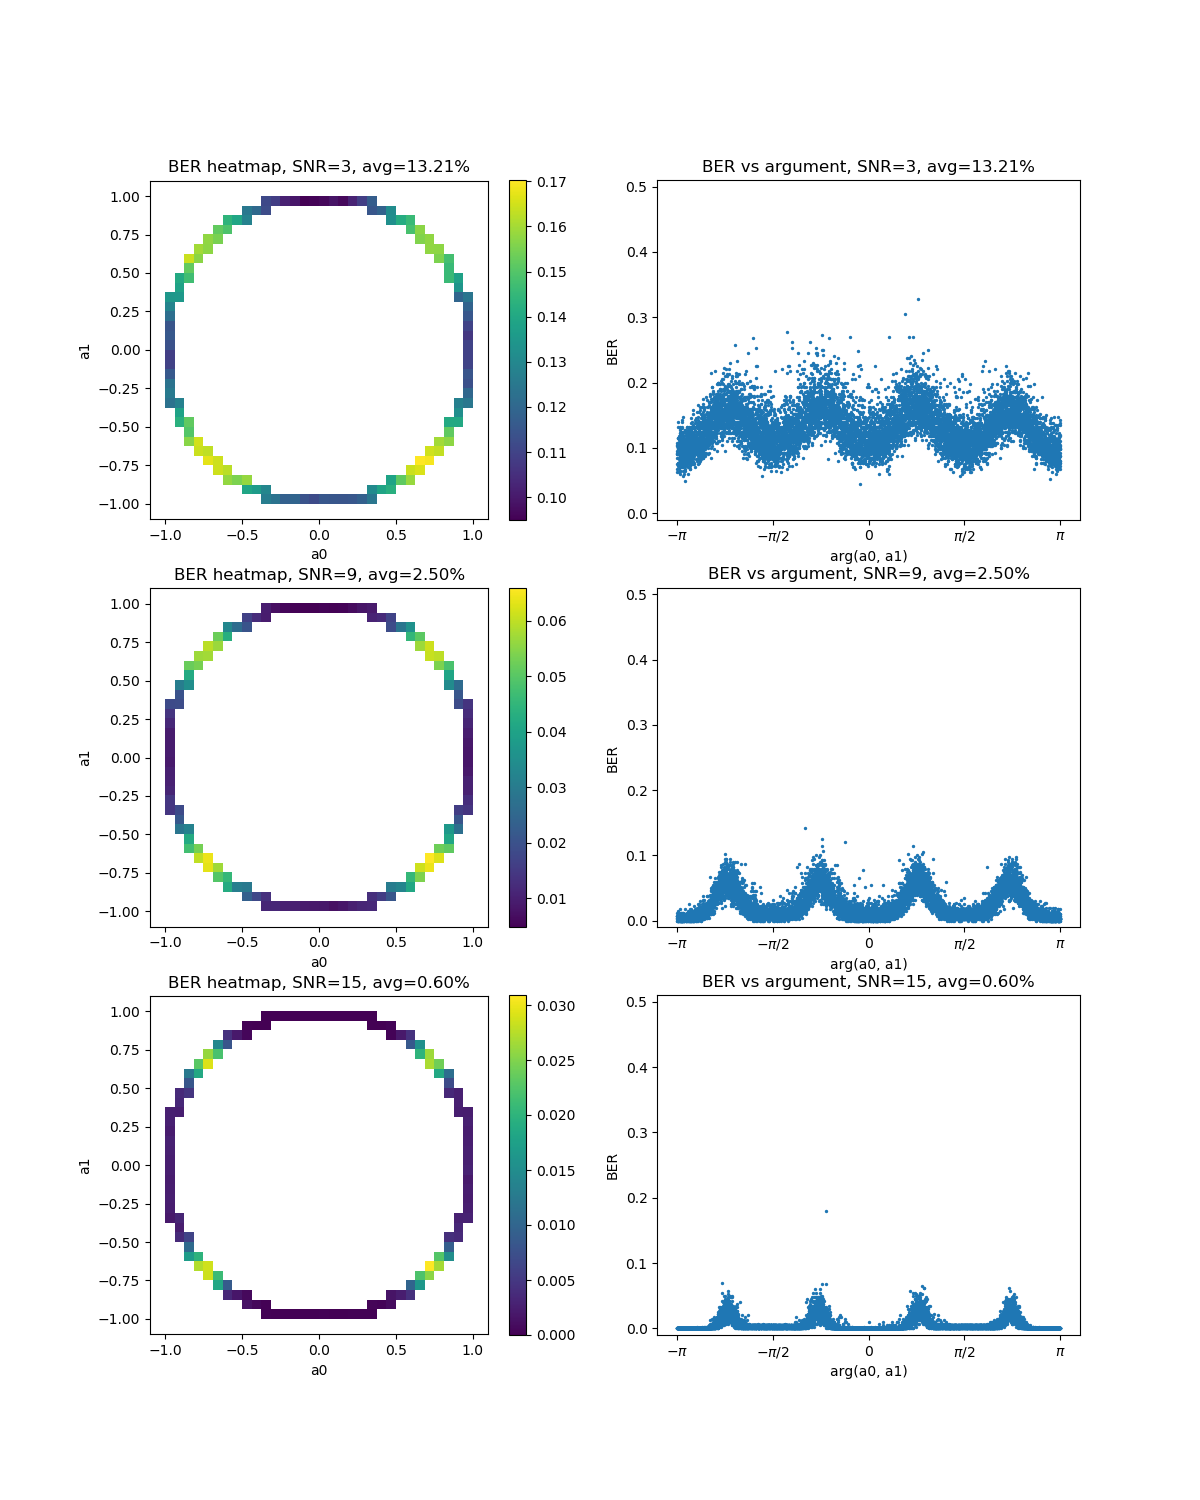 BER heatmap, SNR=3, avg=13.21%
1.00
0.75
0.50
0.25
0.00
−0.25
−0.50
−0.75
−1.00
a1
−1.0 −0.5 0.0 0.5 1.0
a0
0.17
0.16
0.15
0.14
0.13
0.12
0.11
0.10
BER vs argument, SNR=3, avg=13.21%
0.5
0.4
0.3
0.2
0.1
0.0
BER
−π −π/2 0 π/2 π
arg(a0, a1)
BER heatmap, SNR=9, avg=2.50%
1.00
0.75
0.50
0.25
0.00
−0.25
−0.50
−0.75
−1.00
a1
−1.0 −0.5 0.0 0.5 1.0
a0
0.06
0.05
0.04
0.03
0.02
0.01
BER vs argument, SNR=9, avg=2.50%
0.5
0.4
0.3
0.2
0.1
0.0
BER
−π −π/2 0 π/2 π
arg(a0, a1)
BER heatmap, SNR=15, avg=0.60%
1.00
0.75
0.50
0.25
0.00
−0.25
−0.50
−0.75
−1.00
a1
−1.0 −0.5 0.0 0.5 1.0
a0
0.030
0.025
0.020
0.015
0.010
0.005
0.000
BER vs argument, SNR=15, avg=0.60%
0.5
0.4
0.3
0.2
0.1
0.0
BER
−π −π/2 0 π/2 π
arg(a0, a1)